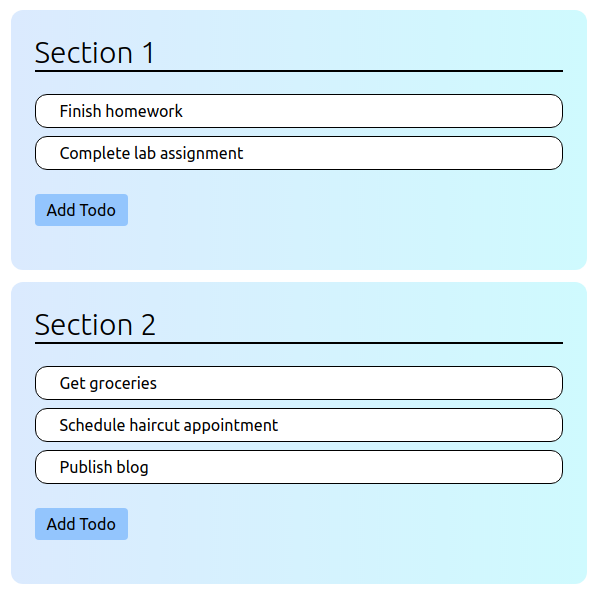 Section 1
Finish homework
Complete lab assignment
Add Todo
Section 2
Get groceries
Schedule haircut appointment
Publish blog
Add Todo